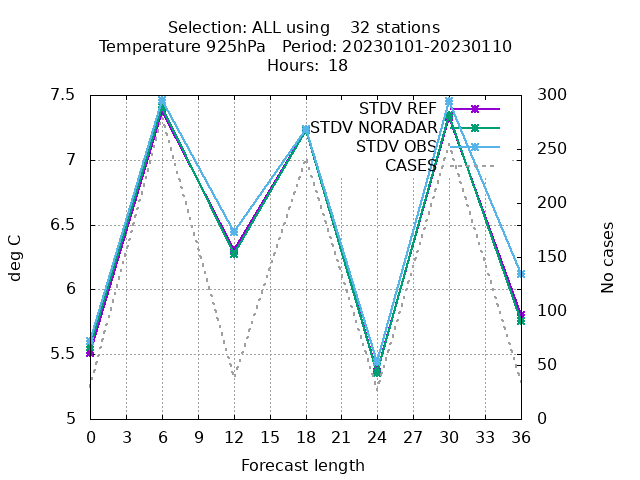 Selection: ALL using    32 stations
Temperature 925hPa   Period: 20230101-20230110
Hours: 18
7.5
7
6.5
6
5.5
5
deg C
300
250
200
150
100
50
0
No cases
STDV REF
STDV NORADAR
STDV OBS
CASES
0 3 6 9 12 15 18 21 24 27 30 33 36
Forecast length